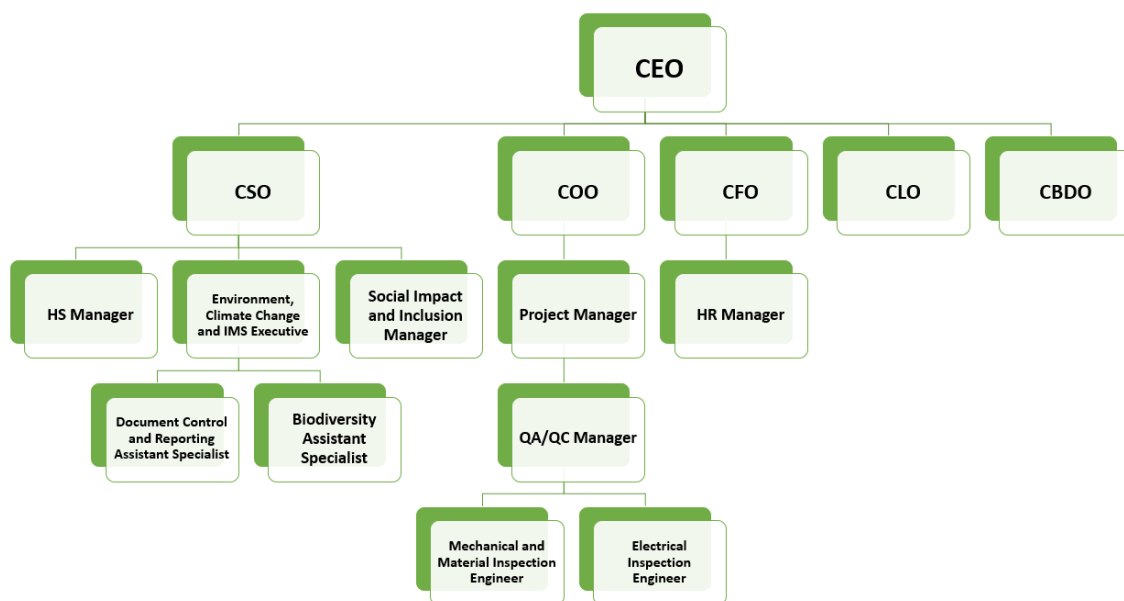 CEO
CSO
COO
CFO
CLO
CBDO
HS Manager
Environment,
Climate Change
and IMS Executive
Social Impact
and Inclusion
Manager
Project Manager
HR Manager
Document Control
and Reporting
Assistant Specialist
Biodiversity
Assistant
Specialist
QA/QC Manager
Mechanical and
Material Inspection
Engineer
Electrical
Inspection
Engineer